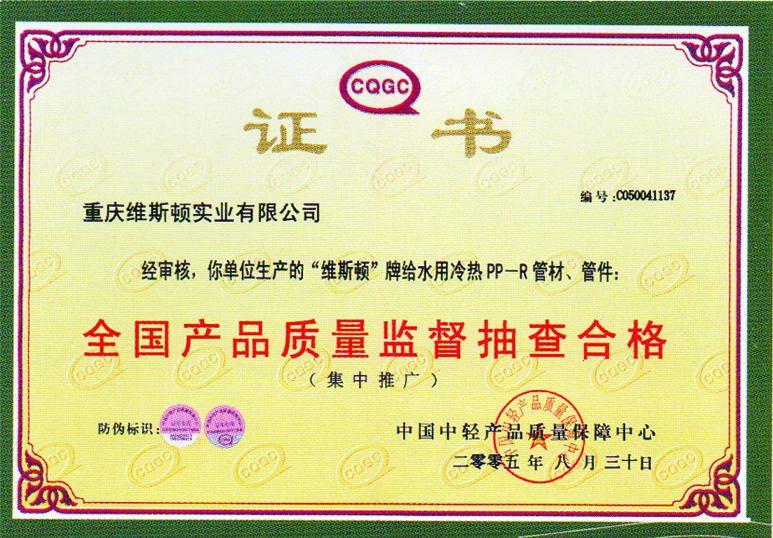 CQGC
证书
编号:C050041137
重庆维斯顿实业有限公司
经审核，你单位生产的“维斯顿”牌给水用冷热PP－R管材、管件：
全国产品质量监督抽查合格
（集中推广）
防伪标识：
中国中轻产品质量保障中心
二零零五年八月三十日